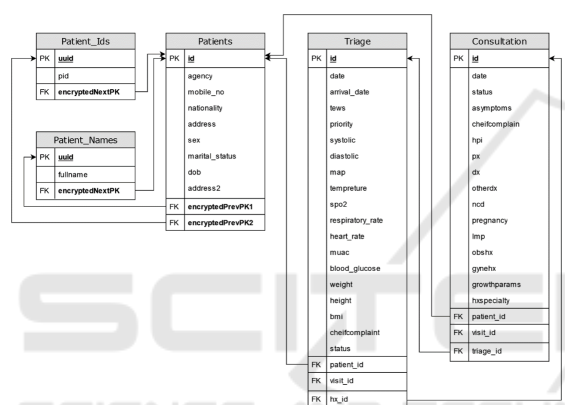 Patient_Ids
PK uuid
pid
FK encryptedNextPK
Patient_Names
PK uuid
fullname
FK encryptedNextPK
Patients
PK id
agency
mobile_no
nationality
address
sex
marital_status
dob
address2
FK encryptedPrevPK1
FK encryptedPrevPK2
Triage
PK id
date
arrival_date
tews
priority
systolic
diastolic
map
tempreture
spo2
respiratory_rate
heart_rate
muac
blood_glucose
weight
height
bmi
cheifcomplaint
status
FK patient_id
FK visit_id
FK hx_id
Consultation
PK id
date
status
asymptoms
cheifcomplain
hpi
px
dx
otherdx
ncd
pregnancy
lmp
obshx
gynehx
growthparams
hxspecialty
FK patient_id
FK visit_id
FK triage_id